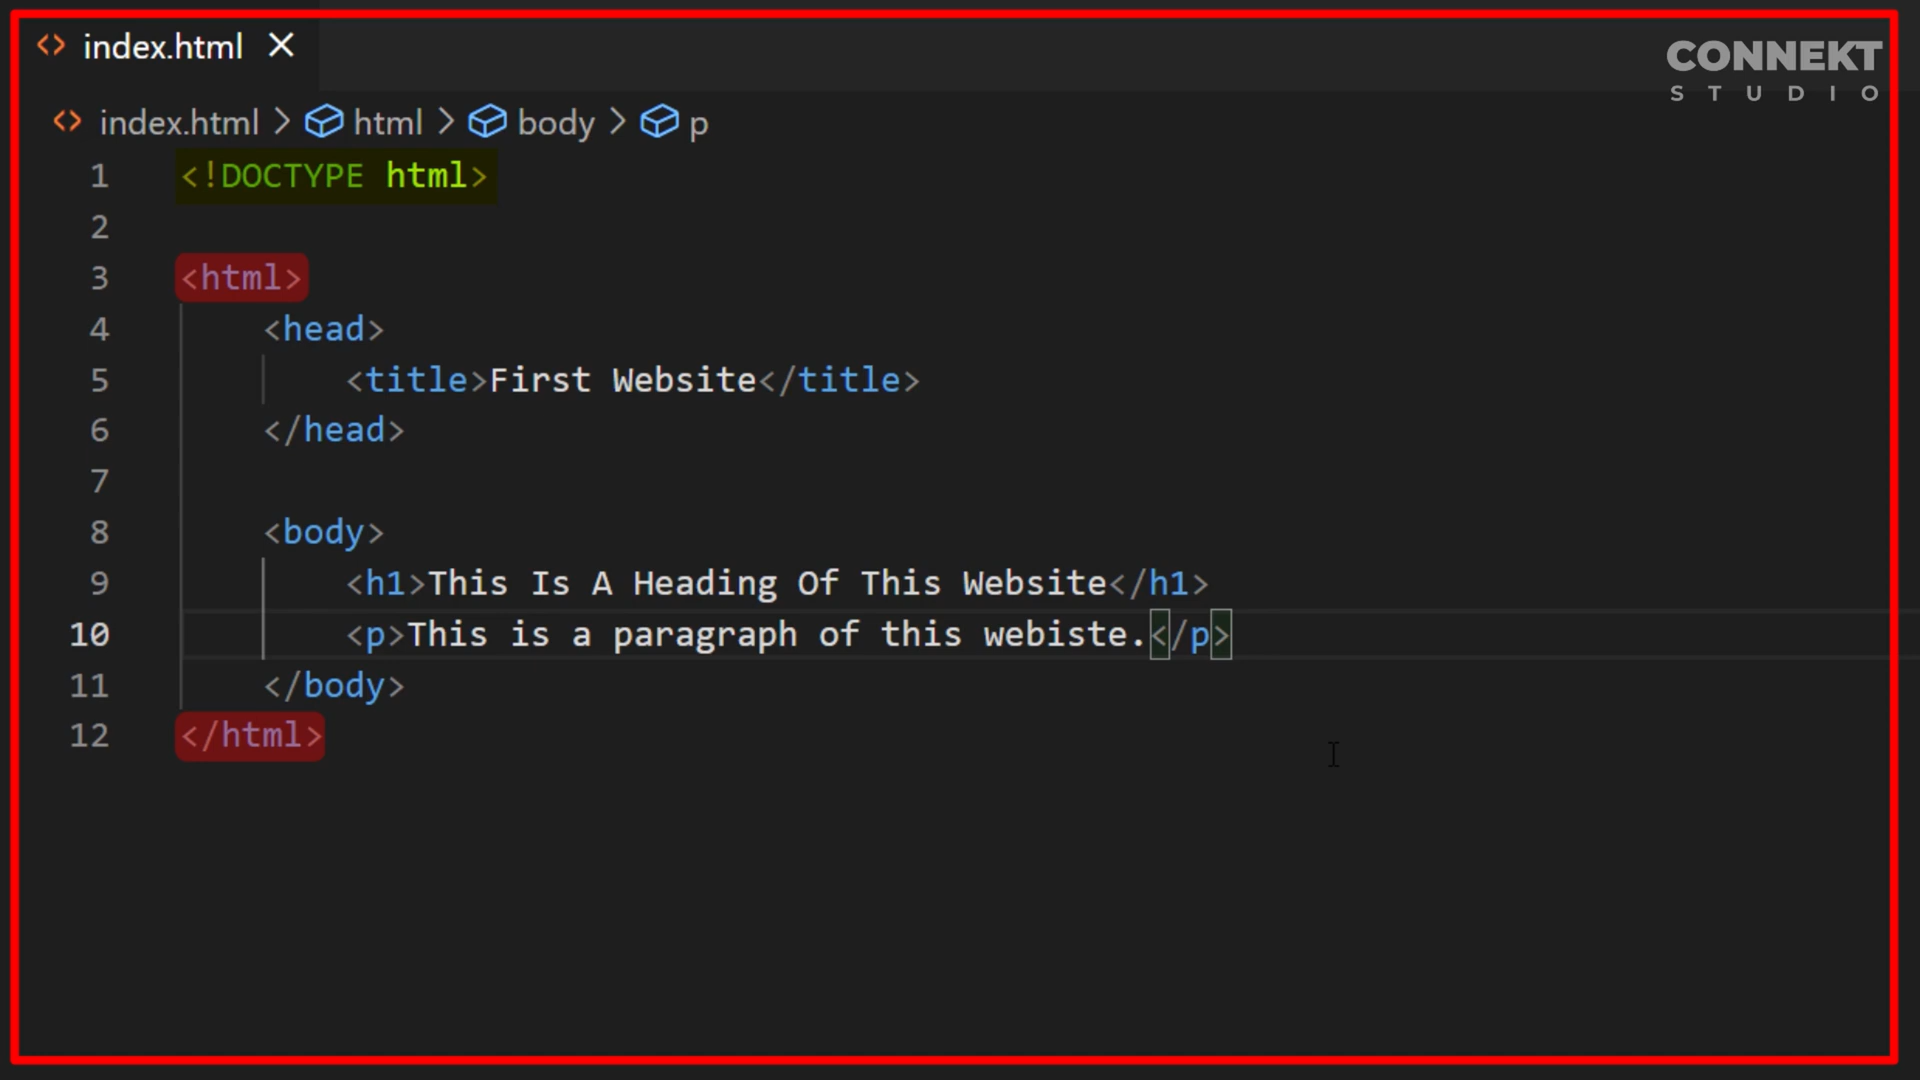 index.html
CONNEKT
STUDIO
index.html > html > body > p
1 <!DOCTYPE html>
2
3 <html>
4 <head>
5 <title>First Website</title>
6 </head>
7
8 <body>
9 <h1>This Is A Heading Of This Website</h1>
10 <p>This is a paragraph of this webiste.</p>
11 </body>
12 </html>